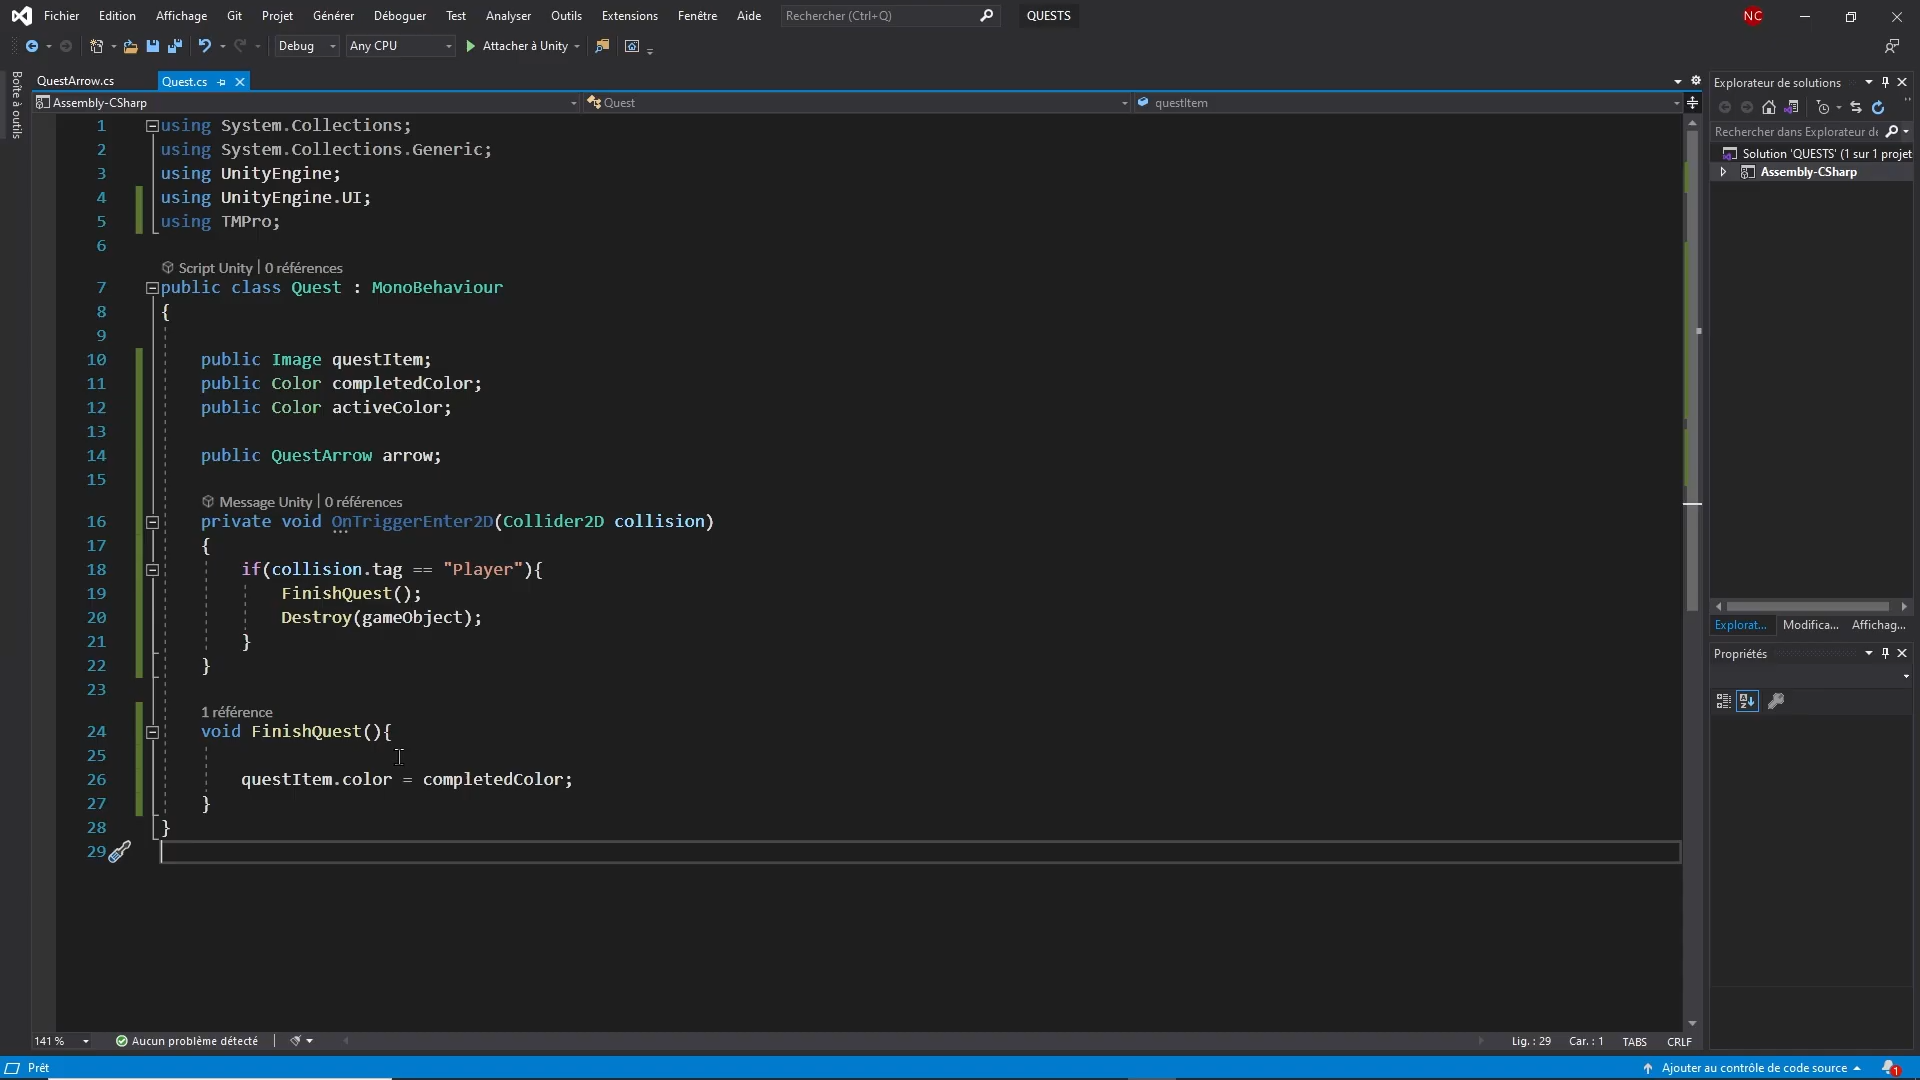 Fichier Edition Affichage Git Projet Générer Déboguer Test Analyser Outils Extensions Fenêtre Aide Rechercher (Ctrl+Q) QUESTS NC
Debug Any CPU Attacher à Unity
Boîte à outils
QuestArrow.cs Quest.cs
Assembly-CSharp Quest questItem
1 using System.Collections;
2 using System.Collections.Generic;
3 using UnityEngine;
4 using UnityEngine.UI;
5 using TMPro;
6
Script Unity | 0 références
7 public class Quest : MonoBehaviour
8 {
9
10 public Image questItem;
11 public Color completedColor;
12 public Color activeColor;
13
14 public QuestArrow arrow;
15
Message Unity | 0 références
16 private void OnTriggerEnter2D(Collider2D collision)
17 {
18 if(collision.tag == "Player"){
19 FinishQuest();
20 Destroy(gameObject);
21 }
22 }
23
1 référence
24 void FinishQuest(){
25
26 questItem.color = completedColor;
27 }
28 }
29
141 % Aucun problème détecté Lig. : 29 Car. : 1 TABS CRLF
Explorateur de solutions
Rechercher dans Explorateur de
Solution 'QUESTS' (1 sur 1 projet
Assembly-CSharp
Explorat... Modifica... Affichag...
Propriétés
Prêt Ajouter au contrôle de code source 1